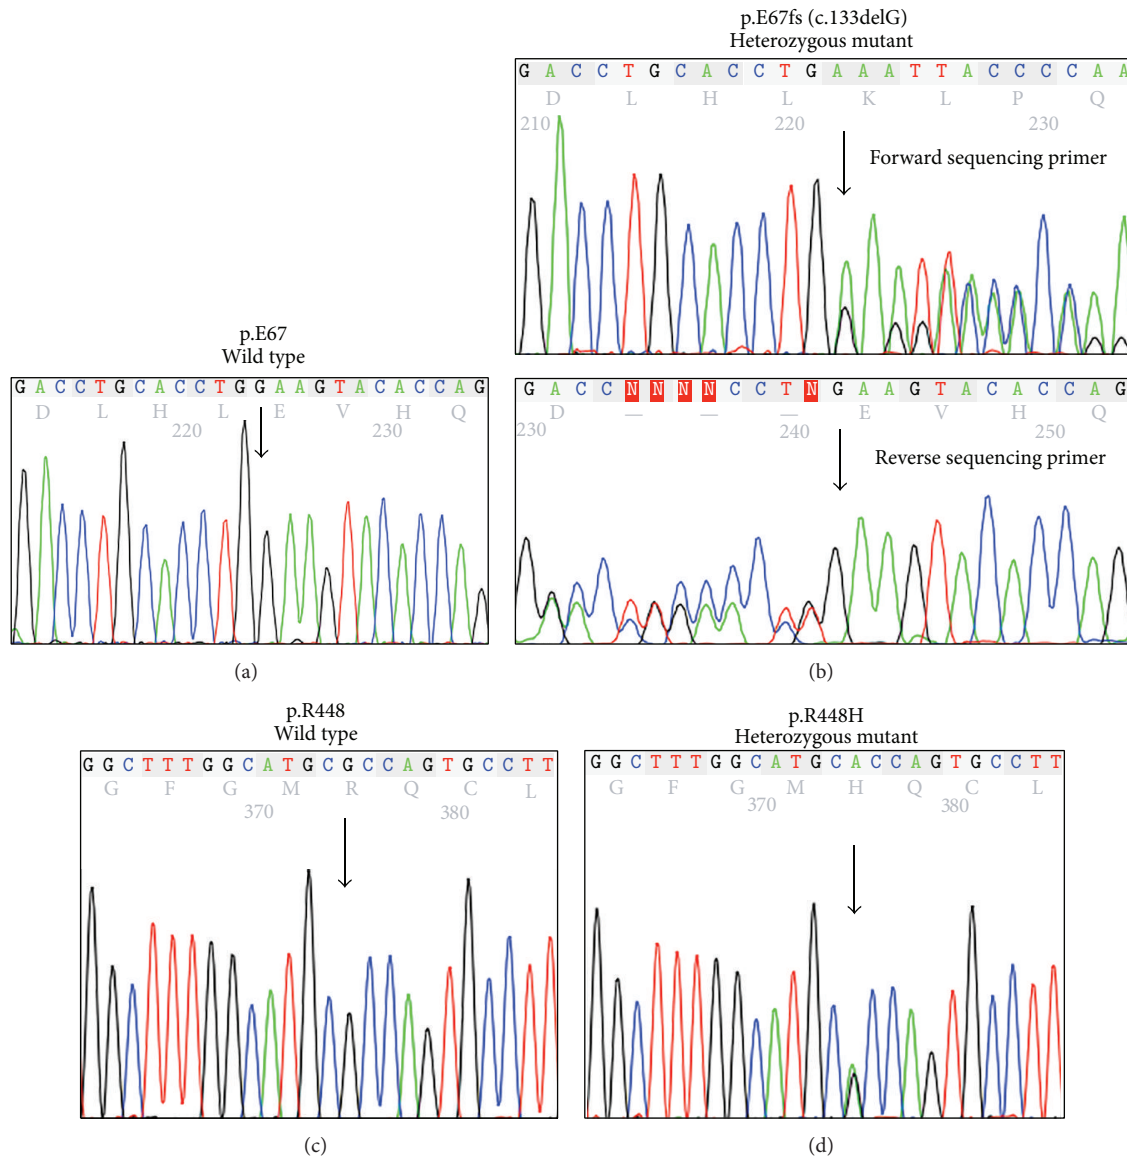 p.E67fs (c.133delG)
Heterozygous mutant
G A C C T G C A C C T G A A A T T A C C C C A A
D L H L K L P Q
210 220 230
Forward sequencing primer
p.E67
Wild type
G A C C T G C A C C T G G A A G T A C A C C A G
D L H L E V H Q
220 230
G A C C N N N N C C T N G A A G T A C A C C A G
D — — — E V H Q
230 240 250
Reverse sequencing primer
(a)
(b)
p.R448
Wild type
G G C T T T G G C A T G C G C C A G T G C C T T
G F G M R Q C L
370 380
p.R448H
Heterozygous mutant
G G C T T T G G C A T G C A C C A G T G C C T T
G F G M H Q C L
370 380
(c)
(d)